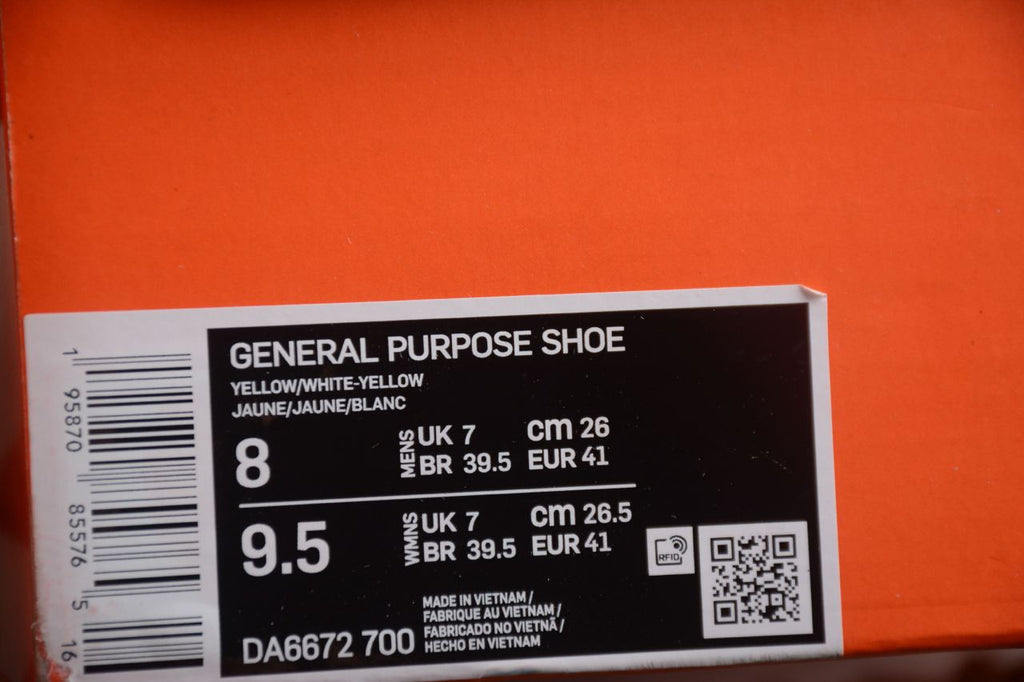 GENERAL PURPOSE SHOE
YELLOW/WHITE-YELLOW
JAUNE/JAUNE/BLANC
8 MENS UK 7 cm 26
BR 39.5 EUR 41
9.5 WMNS UK 7 cm 26.5
BR 39.5 EUR 41
RFID
MADE IN VIETNAM /
FABRIQUE AU VIETNAM /
FABRICADO NO VIETNÃ /
HECHO EN VIETNAM
DA6672 700
1 95870 85576 5 16